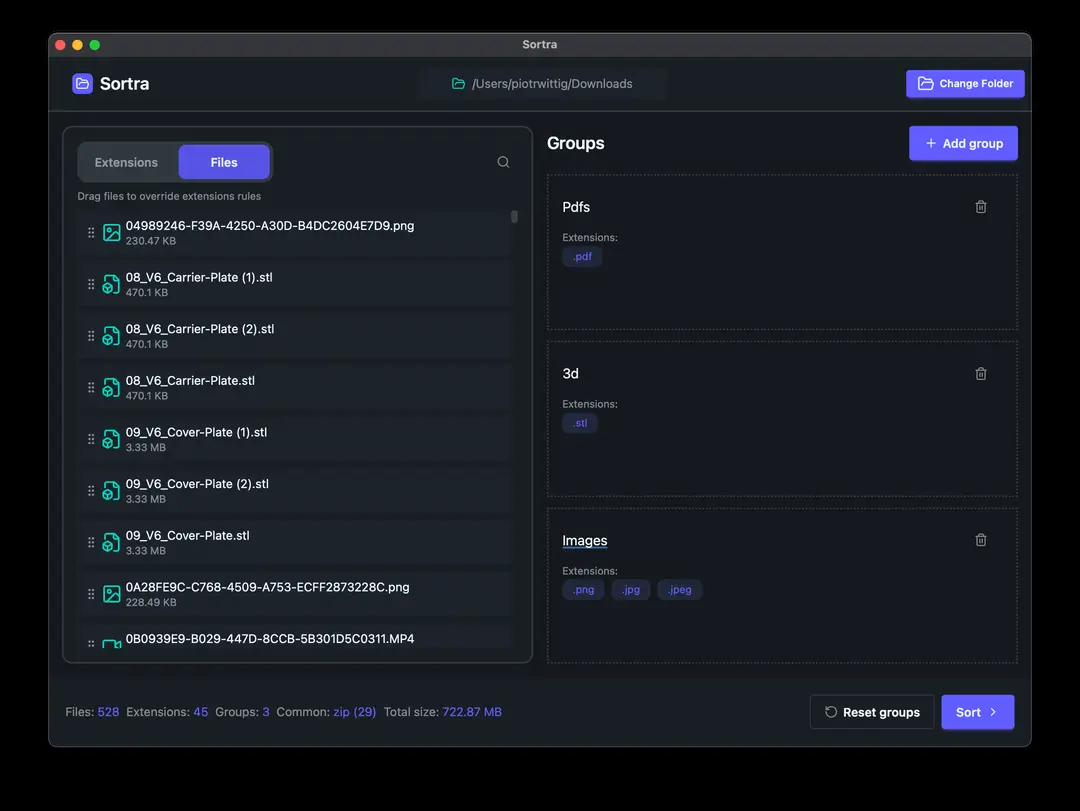 Sortra
Sortra
/Users/piotrwittig/Downloads
Change Folder
Extensions
Files
Drag files to override extensions rules
04989246-F39A-4250-A30D-B4DC2604E7D9.png
230.47 KB
08_V6_Carrier-Plate (1).stl
470.1 KB
08_V6_Carrier-Plate (2).stl
470.1 KB
08_V6_Carrier-Plate.stl
470.1 KB
09_V6_Cover-Plate (1).stl
3.33 MB
09_V6_Cover-Plate (2).stl
3.33 MB
09_V6_Cover-Plate.stl
3.33 MB
0A28FE9C-C768-4509-A753-ECFF2873228C.png
228.49 KB
0B0939E9-B029-447D-8CCB-5B301D5C0311.MP4
Groups
+ Add group
Pdfs
Extensions:
.pdf
3d
Extensions:
.stl
Images
Extensions:
.png .jpg .jpeg
Files: 528 Extensions: 45 Groups: 3 Common: zip (29) Total size: 722.87 MB
Reset groups
Sort